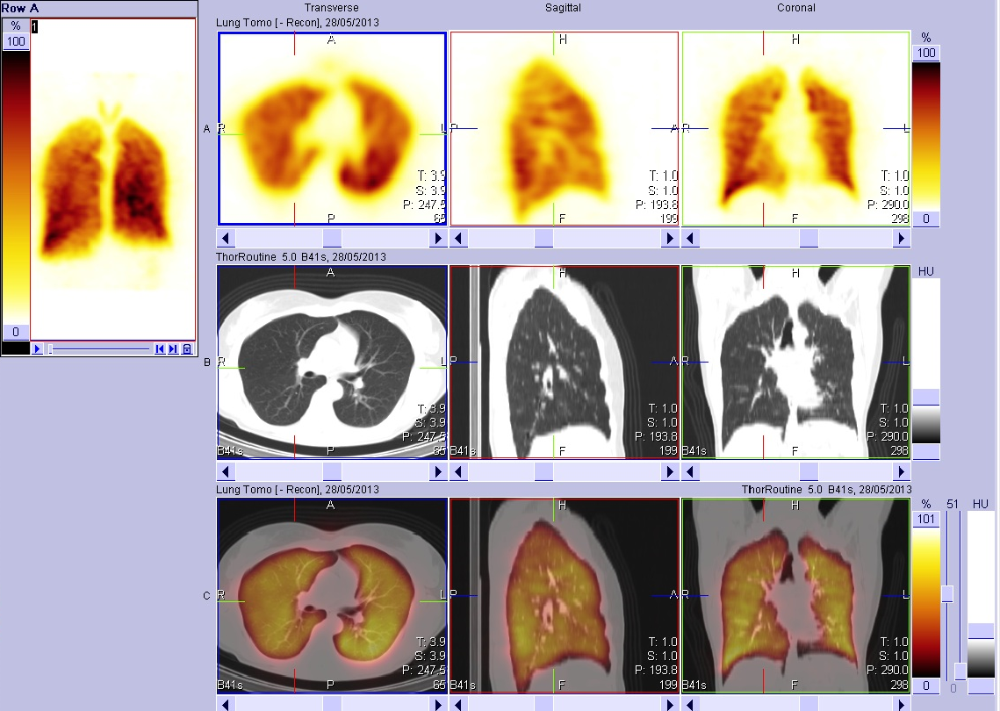 Row A
%
100
0
1
Transverse
Sagittal
Coronal
Lung Tomo [ - Recon], 28/05/2013
A
A
R
L
T: 3.9
S: 3.9
P: 247.5
P
65
H
P
A
T: 1.0
S: 1.0
P: 193.8
F
199
H
R
L
T: 1.0
S: 1.0
P: 290.0
F
298
%
100
0
ThorRoutine 5.0 B41s, 28/05/2013
B
A
R
L
T: 3.9
S: 3.9
P: 247.5
B41s
P
65
H
P
A
T: 1.0
S: 1.0
P: 193.8
B41s
F
199
H
R
L
T: 1.0
S: 1.0
P: 290.0
B41s
F
298
HU
Lung Tomo [ - Recon], 28/05/2013
ThorRoutine 5.0 B41s, 28/05/2013
C
A
R
L
T: 3.9
S: 3.9
P: 247.5
B41s
P
65
H
P
A
T: 1.0
S: 1.0
P: 193.8
B41s
F
199
H
R
L
T: 1.0
S: 1.0
P: 290.0
B41s
F
298
%
51
HU
101
0
0